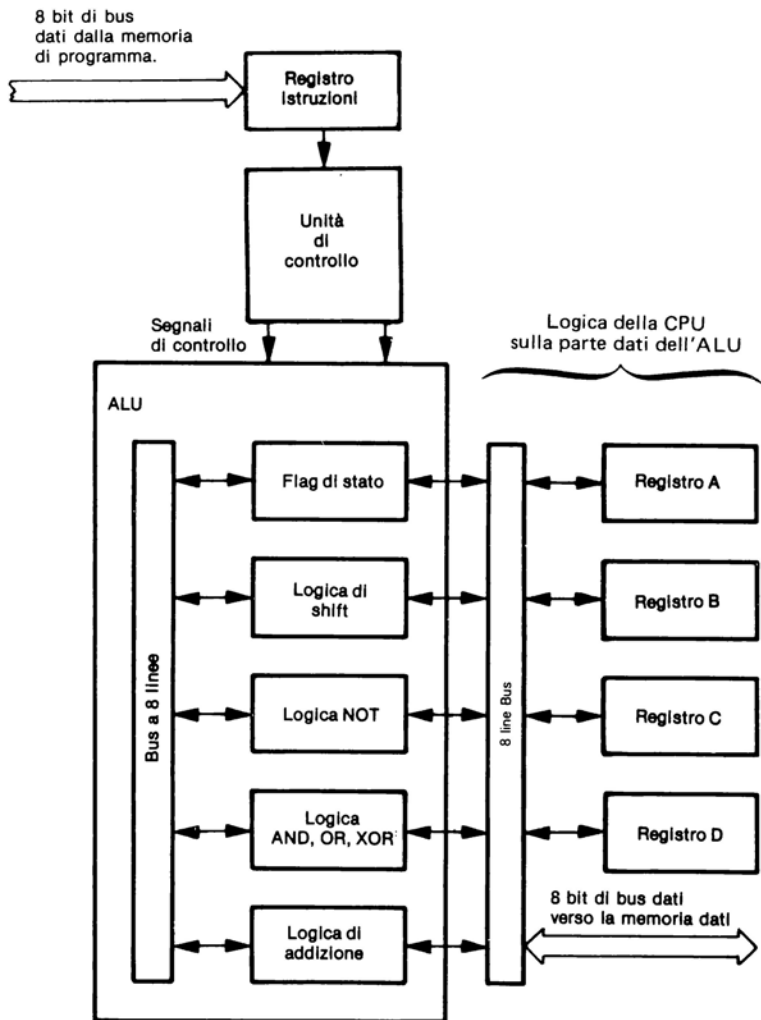 8 bit di bus
dati dalla memoria
di programma.
Registro
Istruzioni
Unità
di
controllo
Segnali
di controllo
Logica della CPU
sulla parte dati dell'ALU
ALU
Bus a 8 linee
Flag di stato
Logica di
shift
Logica NOT
Logica
AND, OR, XOR
Logica di
addizione
8 line Bus
Registro A
Registro B
Registro C
Registro D
8 bit di bus dati
verso la memoria dati